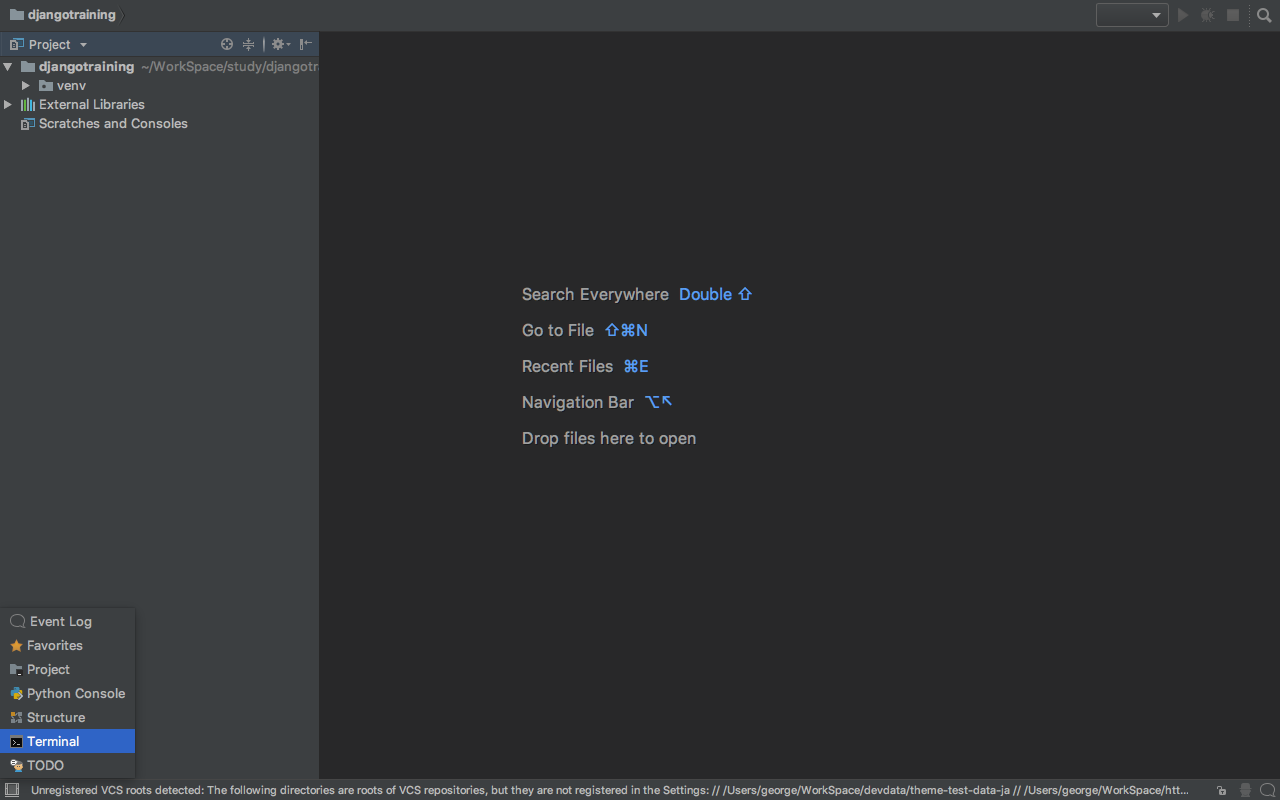 djangotraining
Project
djangotraining ~/WorkSpace/study/djangotr
venv
External Libraries
Scratches and Consoles
Search Everywhere Double ⇧
Go to File ⇧⌘N
Recent Files ⌘E
Navigation Bar ⌥↖
Drop files here to open
Event Log
Favorites
Project
Python Console
Structure
Terminal
TODO
Unregistered VCS roots detected: The following directories are roots of VCS repositories, but they are not registered in the Settings: // /Users/george/WorkSpace/devdata/theme-test-data-ja // /Users/george/WorkSpace/htt...